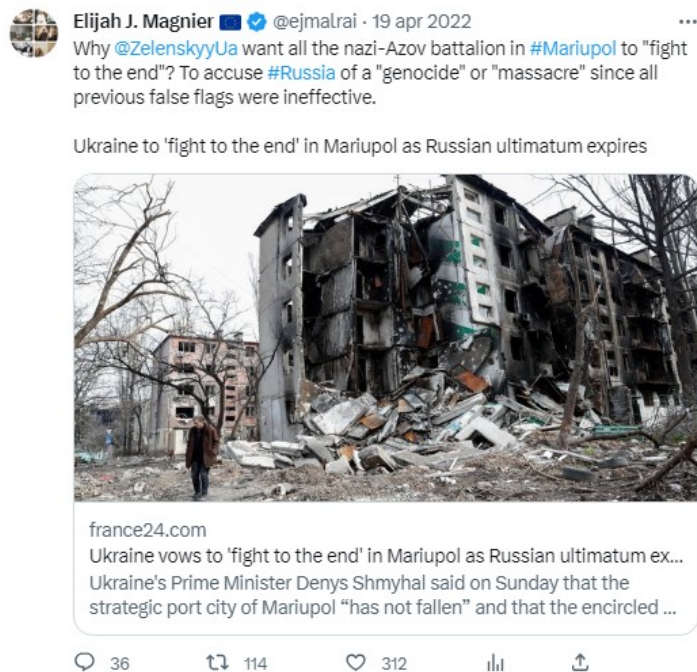 Elijah J. Magnier 🇪🇺 @ejmalrai · 19 apr 2022
Why @ZelenskyyUa want all the nazi-Azov battalion in #Mariupol to "fight
to the end"? To accuse #Russia of a "genocide" or "massacre" since all
previous false flags were ineffective.
Ukraine to 'fight to the end' in Mariupol as Russian ultimatum expires
france24.com
Ukraine vows to 'fight to the end' in Mariupol as Russian ultimatum ex...
Ukraine's Prime Minister Denys Shmyhal said on Sunday that the
strategic port city of Mariupol “has not fallen” and that the encircled ...
36 114 312